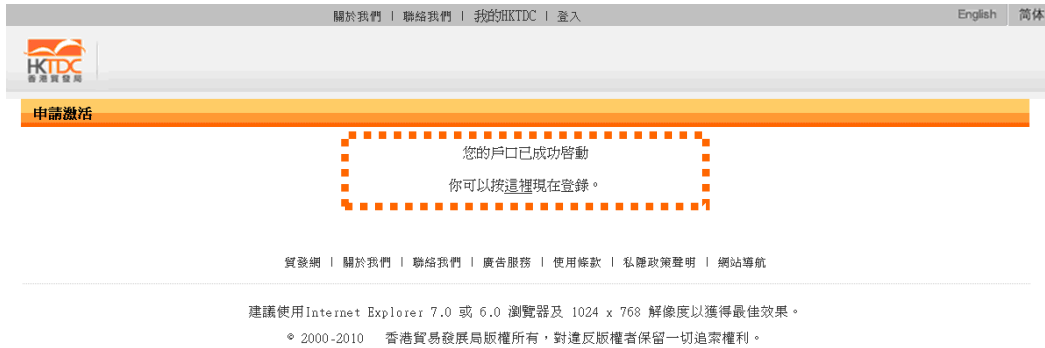 關於我們 | 聯絡我們 | 我的HKTDC | 登入 English 简体
HKTDC
香港貿發局
申請激活
您的戶口已成功啓動
你可以按這裡現在登錄。
貿發網 | 關於我們 | 聯絡我們 | 廣告服務 | 使用條款 | 私隱政策聲明 | 網站導航
建議使用Internet Explorer 7.0 或 6.0 瀏覽器及 1024 x 768 解像度以獲得最佳效果。
© 2000-2010 香港貿易發展局版權所有，對違反版權者保留一切追索權利。